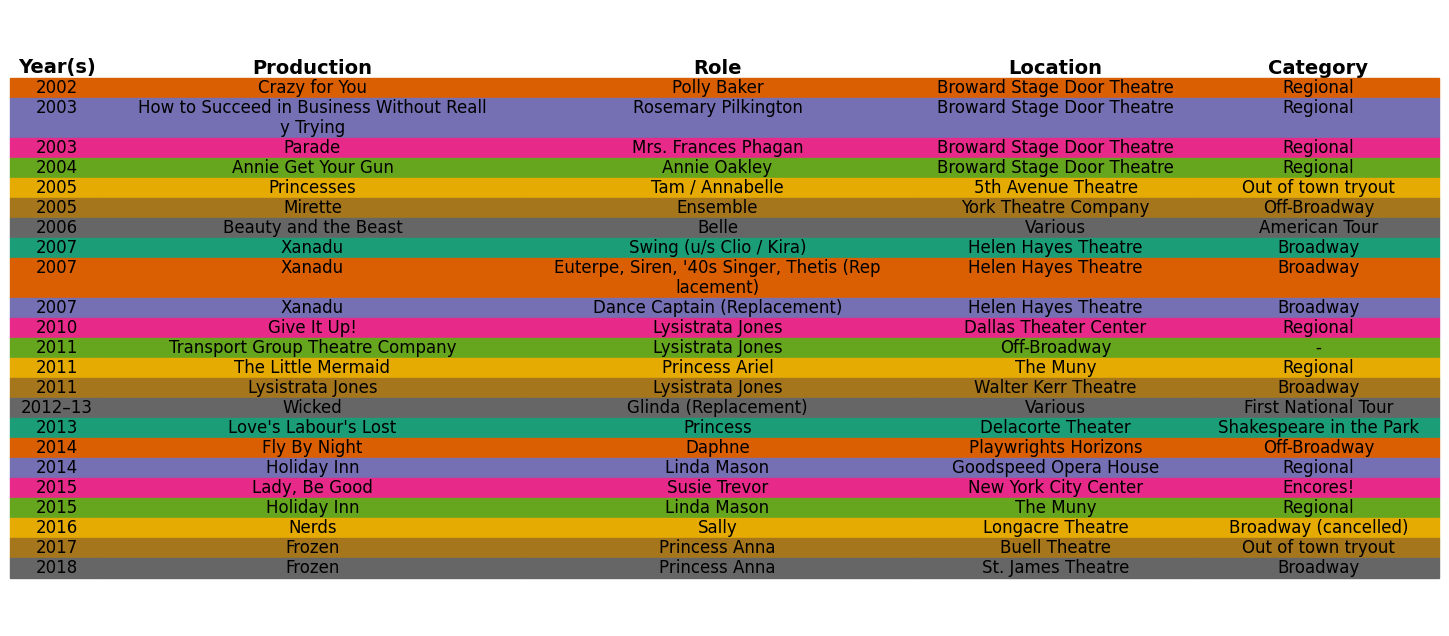 Year(s) Production Role Location Category
2002 Crazy for You Polly Baker Broward Stage Door Theatre Regional
2003 How to Succeed in Business Without Reall Rosemary Pilkington Broward Stage Door Theatre Regional
y Trying
2003 Parade Mrs. Frances Phagan Broward Stage Door Theatre Regional
2004 Annie Get Your Gun Annie Oakley Broward Stage Door Theatre Regional
2005 Princesses Tam / Annabelle 5th Avenue Theatre Out of town tryout
2005 Mirette Ensemble York Theatre Company Off-Broadway
2006 Beauty and the Beast Belle Various American Tour
2007 Xanadu Swing (u/s Clio / Kira) Helen Hayes Theatre Broadway
2007 Xanadu Euterpe, Siren, '40s Singer, Thetis (Rep Helen Hayes Theatre Broadway
lacement)
2007 Xanadu Dance Captain (Replacement) Helen Hayes Theatre Broadway
2010 Give It Up! Lysistrata Jones Dallas Theater Center Regional
2011 Transport Group Theatre Company Lysistrata Jones Off-Broadway -
2011 The Little Mermaid Princess Ariel The Muny Regional
2011 Lysistrata Jones Lysistrata Jones Walter Kerr Theatre Broadway
2012–13 Wicked Glinda (Replacement) Various First National Tour
2013 Love's Labour's Lost Princess Delacorte Theater Shakespeare in the Park
2014 Fly By Night Daphne Playwrights Horizons Off-Broadway
2014 Holiday Inn Linda Mason Goodspeed Opera House Regional
2015 Lady, Be Good Susie Trevor New York City Center Encores!
2015 Holiday Inn Linda Mason The Muny Regional
2016 Nerds Sally Longacre Theatre Broadway (cancelled)
2017 Frozen Princess Anna Buell Theatre Out of town tryout
2018 Frozen Princess Anna St. James Theatre Broadway